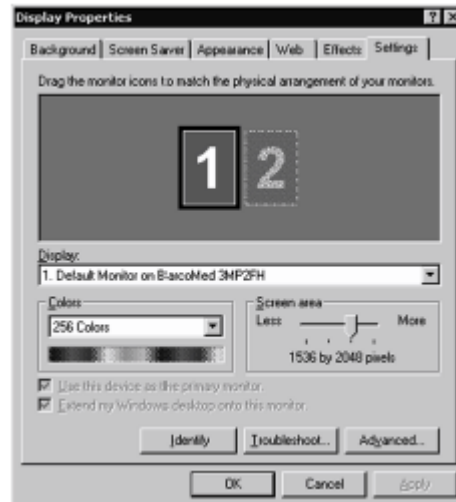 Display Properties
Background Screen Saver Appearance Web Effects Settings
Drag the monitor icons to match the physical arrangement of your monitors.
1 2
Display:
1. Default Monitor on BarcoMed 3MP2FH
Colors Screen area
256 Colors Less More
1536 by 2048 pixels
Use this device as the primary monitor.
Extend my Windows desktop onto this monitor.
Identify Troubleshoot... Advanced...
OK Cancel Apply